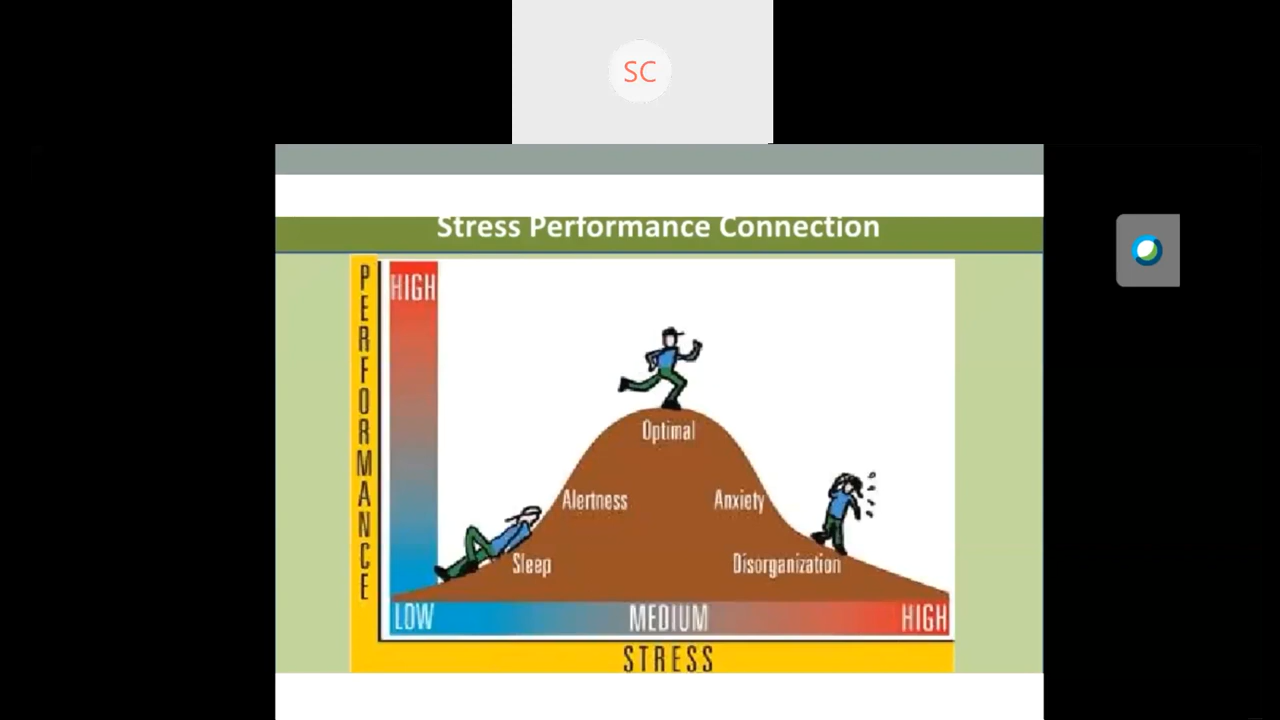 SC
Stress Performance Connection
PERFORMANCE
HIGH
Optimal
Alertness
Anxiety
Sleep
Disorganization
LOW
MEDIUM
HIGH
STRESS